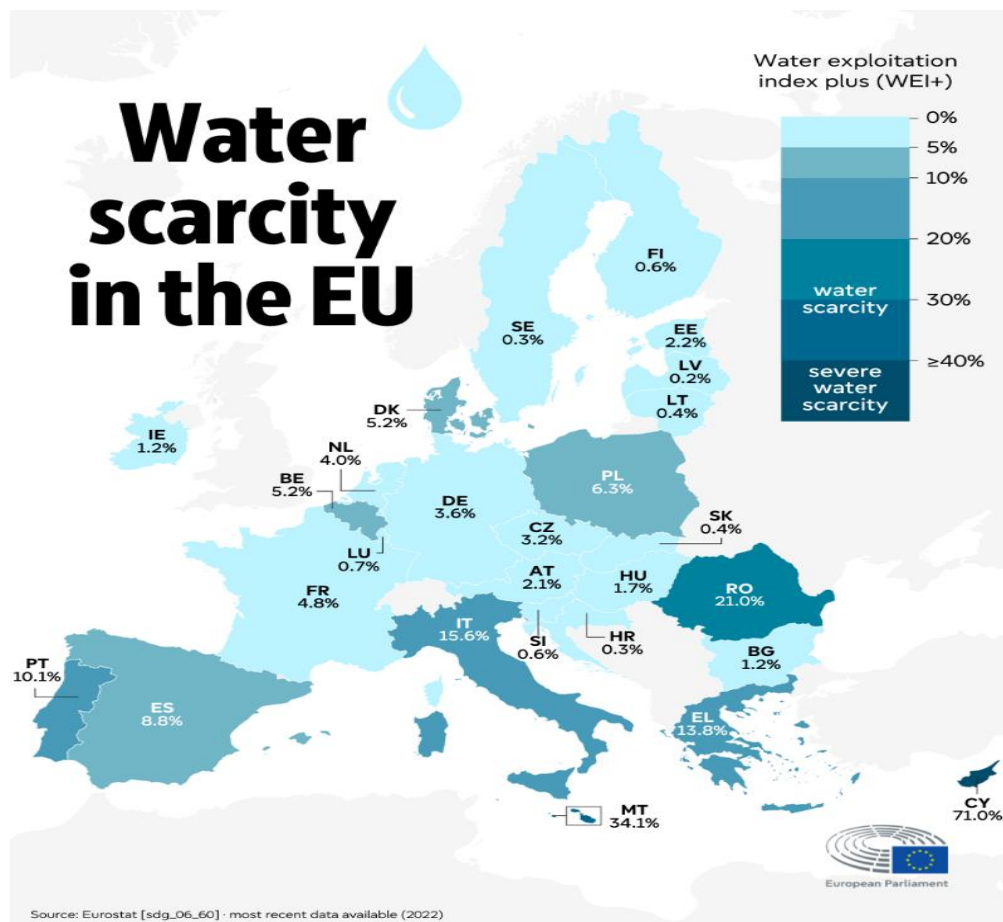 Water
scarcity
in the EU
Water exploitation
index plus (WEI+)
0%
5%
10%
20%
water
scarcity
30%
≥40%
severe
water
scarcity
FI
0.6%
SE
0.3%
EE
2.2%
LV
0.2%
LT
0.4%
DK
5.2%
IE
1.2%
NL
4.0%
BE
5.2%
DE
3.6%
PL
6.3%
SK
0.4%
CZ
3.2%
LU
0.7%
AT
2.1%
HU
1.7%
FR
4.8%
RO
21.0%
IT
15.6%
SI
0.6%
HR
0.3%
BG
1.2%
PT
10.1%
ES
8.8%
EL
13.8%
MT
34.1%
CY
71.0%
European Parliament
Source: Eurostat [sdg_06_60] · most recent data available (2022)